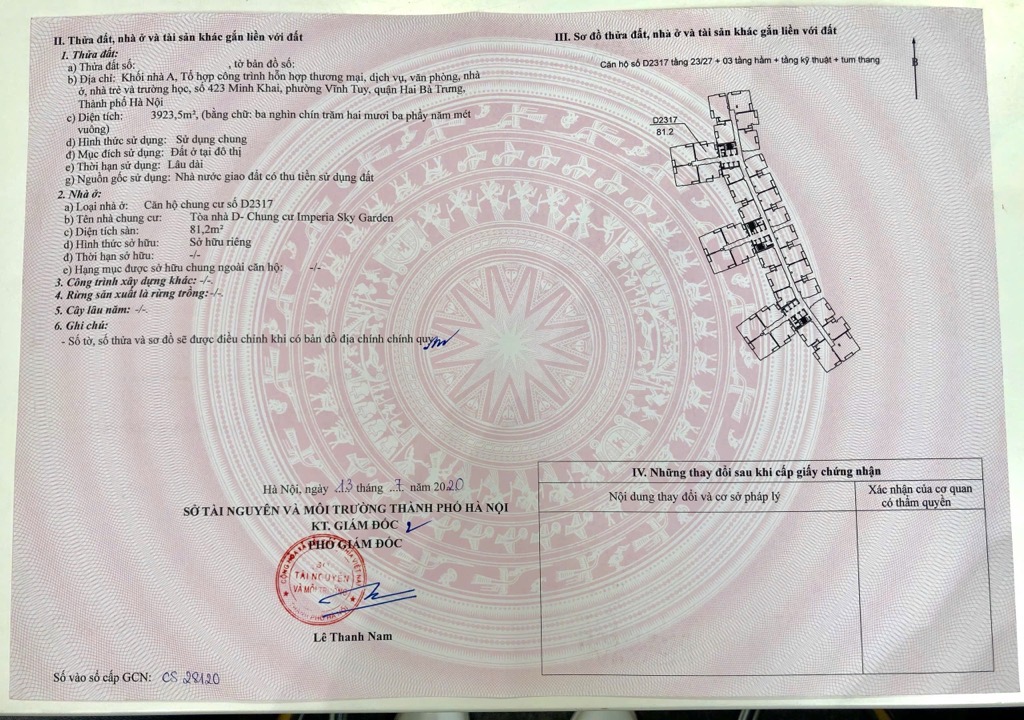 II. Thửa đất, nhà ở và tài sản khác gắn liền với đất
1. Thửa đất:
a) Thửa đất số: , tờ bản đồ số:
b) Địa chỉ: Khối nhà A, Tổ hợp công trình hỗn hợp thương mại, dịch vụ, văn phòng, nhà
ở, nhà trẻ và trường học, số 423 Minh Khai, phường Vĩnh Tuy, quận Hai Bà Trưng,
Thành phố Hà Nội
c) Diện tích: 3923,5m², (bằng chữ: ba nghìn chín trăm hai mươi ba phẩy năm mét
vuông)
d) Hình thức sử dụng: Sử dụng chung
đ) Mục đích sử dụng: Đất ở tại đô thị
e) Thời hạn sử dụng: Lâu dài
g) Nguồn gốc sử dụng: Nhà nước giao đất có thu tiền sử dụng đất
2. Nhà ở:
a) Loại nhà ở: Căn hộ chung cư số D2317
b) Tên nhà chung cư: Tòa nhà D- Chung cư Imperia Sky Garden
c) Diện tích sàn: 81,2m²
d) Hình thức sở hữu: Sở hữu riêng
đ) Thời hạn sở hữu: -/-
e) Hạng mục được sở hữu chung ngoài căn hộ: -/-
3. Công trình xây dựng khác: -/-.
4. Rừng sản xuất là rừng trồng:-/-.
5. Cây lâu năm: -/-.
6. Ghi chú:
- Số tờ, số thửa và sơ đồ sẽ được điều chỉnh khi có bản đồ địa chính chính quy.
Hà Nội, ngày 13 tháng 7 năm 2020
SỞ TÀI NGUYÊN VÀ MÔI TRƯỜNG THÀNH PHỐ HÀ NỘI
KT. GIÁM ĐỐC
PHÓ GIÁM ĐỐC
SỞ
TÀI NGUYÊN
VÀ MÔI TRƯỜNG
THÀNH PHỐ HÀ NỘI
Lê Thanh Nam
Số vào sổ cấp GCN: CS 28120
III. Sơ đồ thửa đất, nhà ở và tài sản khác gắn liền với đất
Căn hộ số D2317 tầng 23/27 + 03 tầng hầm + tầng kỹ thuật + tum thang
B
D2317
81.2
IV. Những thay đổi sau khi cấp giấy chứng nhận
Nội dung thay đổi và cơ sở pháp lý
Xác nhận của cơ quan
có thẩm quyền